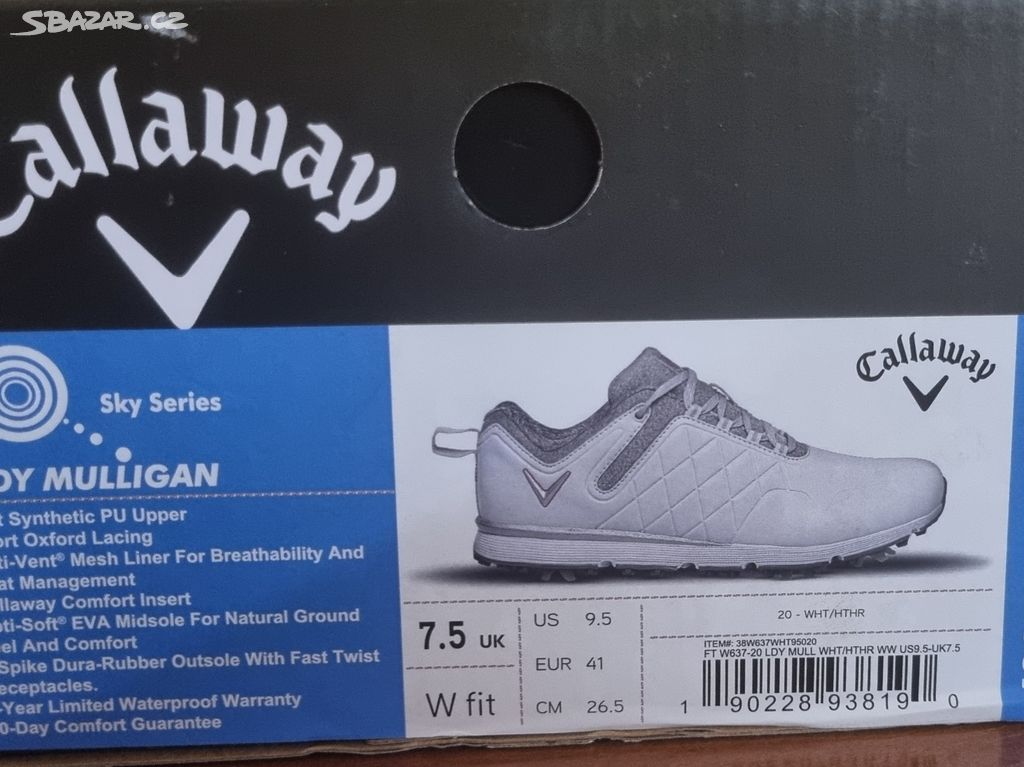 SBAZAR.CZ
Callaway
Sky Series
DY MULLIGAN
t Synthetic PU Upper
ort Oxford Lacing
ti-Vent® Mesh Liner For Breathability And
at Management
llaway Comfort Insert
ti-Soft® EVA Midsole For Natural Ground
el And Comfort
Spike Dura-Rubber Outsole With Fast Twist
eceptacles.
-Year Limited Waterproof Warranty
0-Day Comfort Guarantee
Callaway
7.5 UK
W fit
US 9.5
EUR 41
CM 26.5
20 - WHT/HTHR
ITEM#: 38W637WHT95020
FT W637-20 LDY MULL WHT/HTHR WW US9.5-UK7.5
1 90228 93819 0